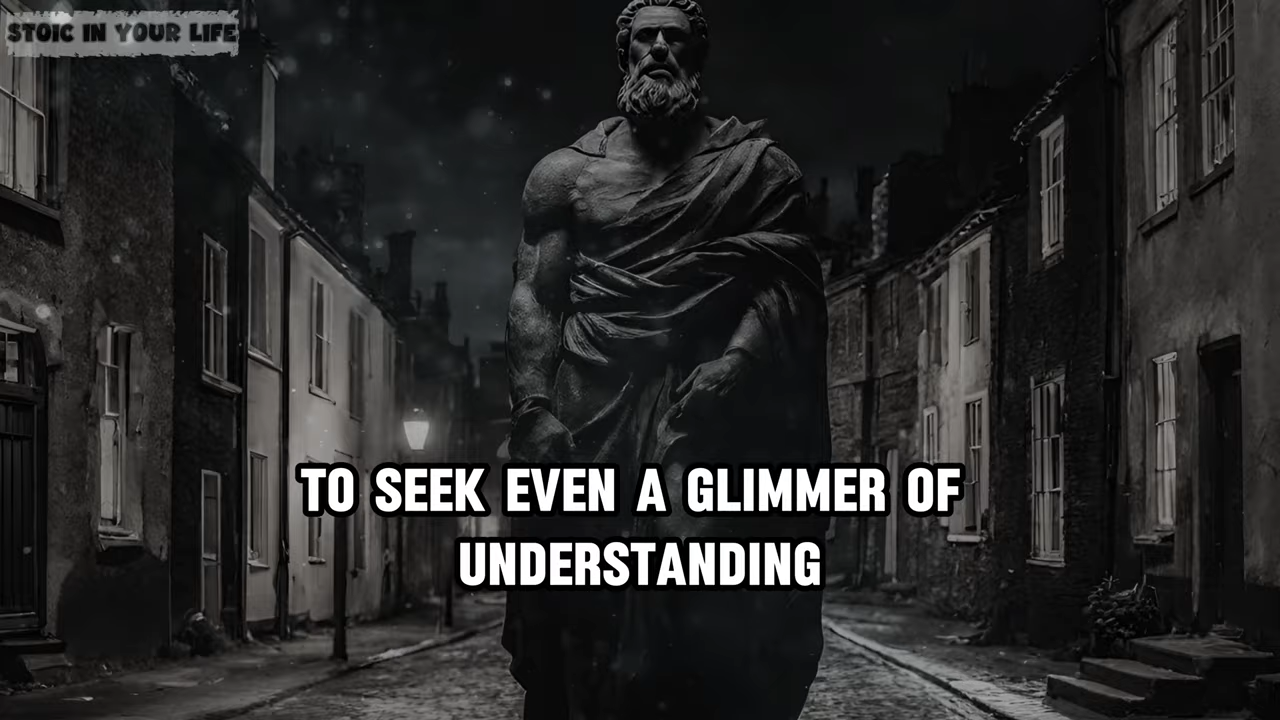 STOIC IN YOUR LIFE
TO SEEK EVEN A GLIMMER OF
UNDERSTANDING